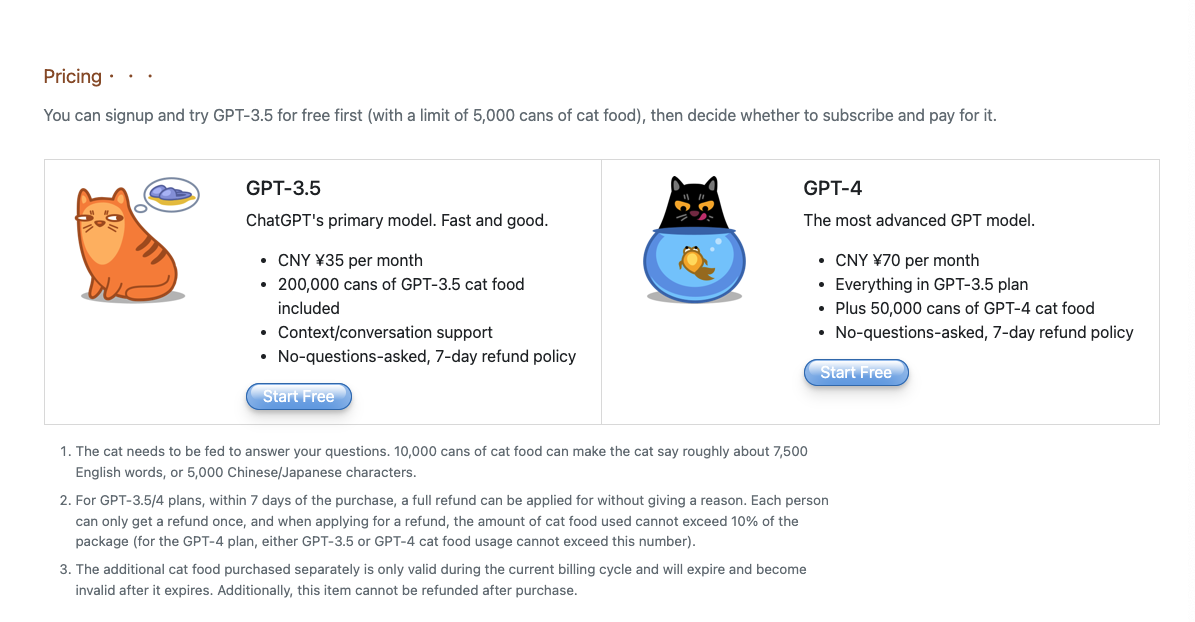 Pricing · · ·
You can signup and try GPT-3.5 for free first (with a limit of 5,000 cans of cat food), then decide whether to subscribe and pay for it.
GPT-3.5
ChatGPT's primary model. Fast and good.
• CNY ¥35 per month
• 200,000 cans of GPT-3.5 cat food
included
• Context/conversation support
• No-questions-asked, 7-day refund policy
Start Free
GPT-4
The most advanced GPT model.
• CNY ¥70 per month
• Everything in GPT-3.5 plan
• Plus 50,000 cans of GPT-4 cat food
• No-questions-asked, 7-day refund policy
Start Free
1. The cat needs to be fed to answer your questions. 10,000 cans of cat food can make the cat say roughly about 7,500
English words, or 5,000 Chinese/Japanese characters.
2. For GPT-3.5/4 plans, within 7 days of the purchase, a full refund can be applied for without giving a reason. Each person
can only get a refund once, and when applying for a refund, the amount of cat food used cannot exceed 10% of the
package (for the GPT-4 plan, either GPT-3.5 or GPT-4 cat food usage cannot exceed this number).
3. The additional cat food purchased separately is only valid during the current billing cycle and will expire and become
invalid after it expires. Additionally, this item cannot be refunded after purchase.